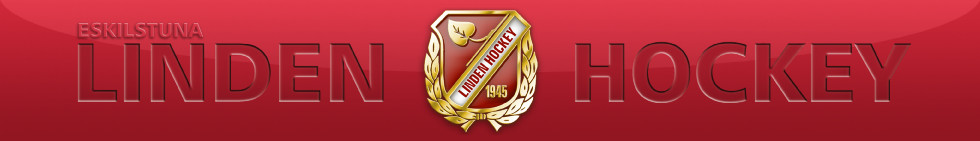 ESKILSTUNA
LINDEN HOCKEY
LINDEN HOCKEY
1945